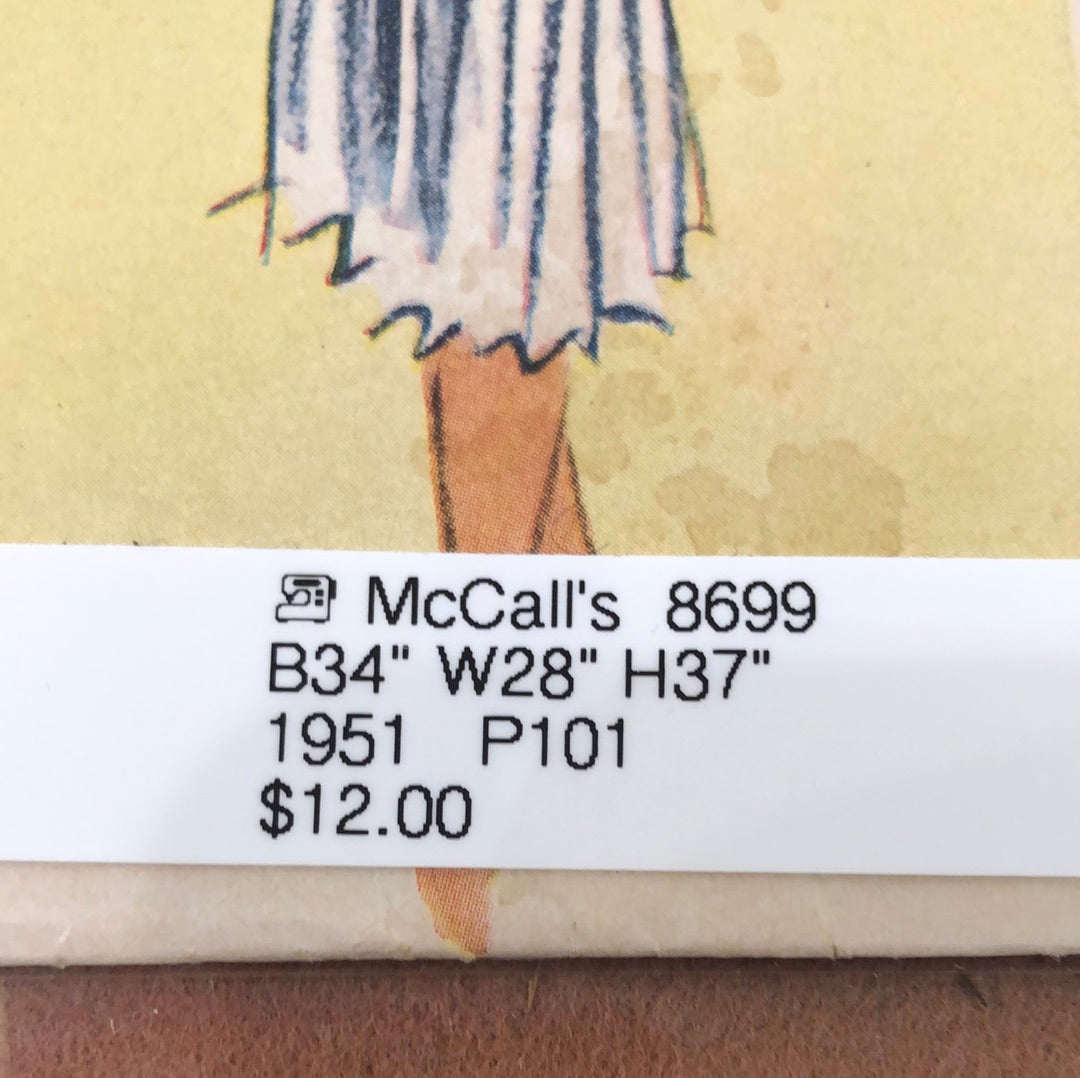 McCall's 8699
B34" W28" H37"
1951 P101
$12.00